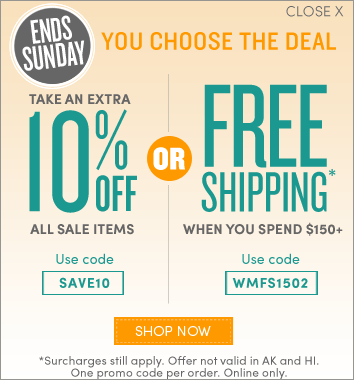 CLOSE X
ENDS
SUNDAY
YOU CHOOSE THE DEAL
TAKE AN EXTRA
10% OFF
ALL SALE ITEMS
Use code
SAVE10
OR
FREE
SHIPPING*
WHEN YOU SPEND $150+
Use code
WMFS1502
SHOP NOW
*Surcharges still apply. Offer not valid in AK and HI.
One promo code per order. Online only.